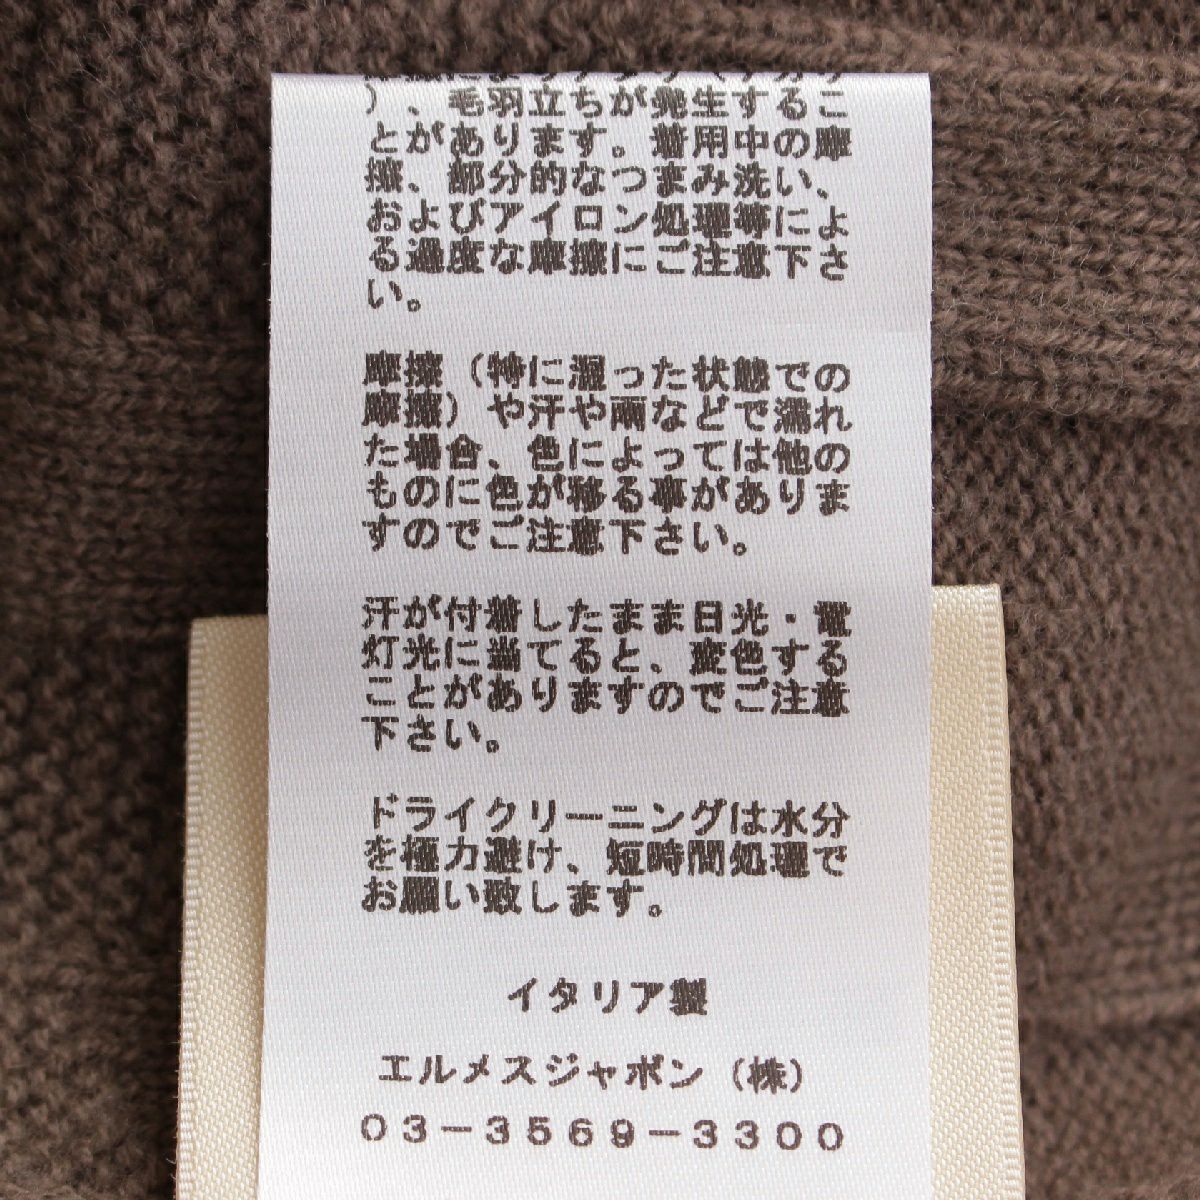 ）、毛羽立ちが発生するこ
とがあります。着用中の摩
擦、部分的なつまみ洗い、
およびアイロン処理等によ
る過度な摩擦にご注意下さ
い。
摩擦（特に湿った状態での
摩擦）や汗や雨などで濡れ
た場合、色によっては他の
ものに色が移る事がありま
すのでご注意下さい。
汗が付着したまま日光・電
灯光に当てると、変色する
ことがありますのでご注意
下さい。
ドライクリーニングは水分
を極力避け、短時間処理で
お願い致します。
イタリア製
エルメスジャポン（株）
０３－３５６９－３３００